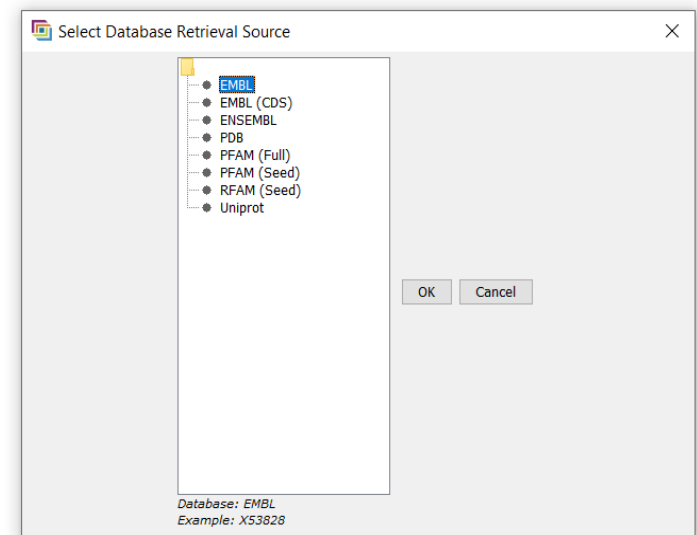 Select Database Retrieval Source
EMBL
EMBL (CDS)
ENSEMBL
PDB
PFAM (Full)
PFAM (Seed)
RFAM (Seed)
Uniprot
OK Cancel
Database: EMBL
Example: X53828